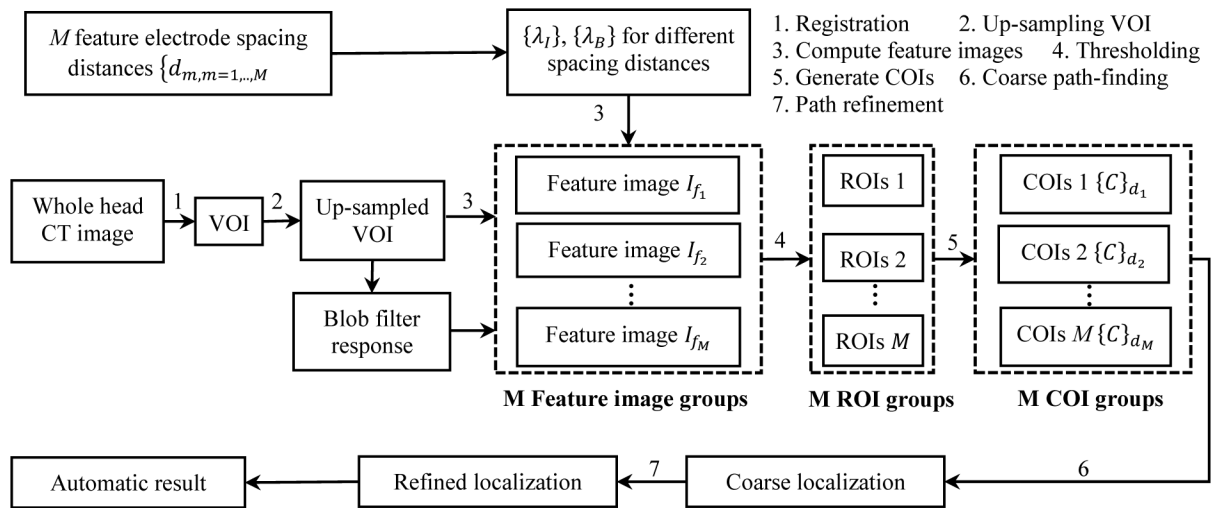 M feature electrode spacing
distances {d_{m,m=1,..,M}
{λ_I}, {λ_B} for different
spacing distances
1. Registration 2. Up-sampling VOI
3. Compute feature images 4. Thresholding
5. Generate COIs 6. Coarse path-finding
7. Path refinement
3
Whole head
CT image
1
VOI
2
Up-sampled
VOI
3
Blob filter
response
Feature image I_{f_1}
Feature image I_{f_2}
⋮
Feature image I_{f_M}
M Feature image groups
4
ROIs 1
ROIs 2
⋮
ROIs M
M ROI groups
5
COIs 1 {C}_{d_1}
COIs 2 {C}_{d_2}
⋮
COIs M {C}_{d_M}
M COI groups
6
Coarse localization
7
Refined localization
Automatic result